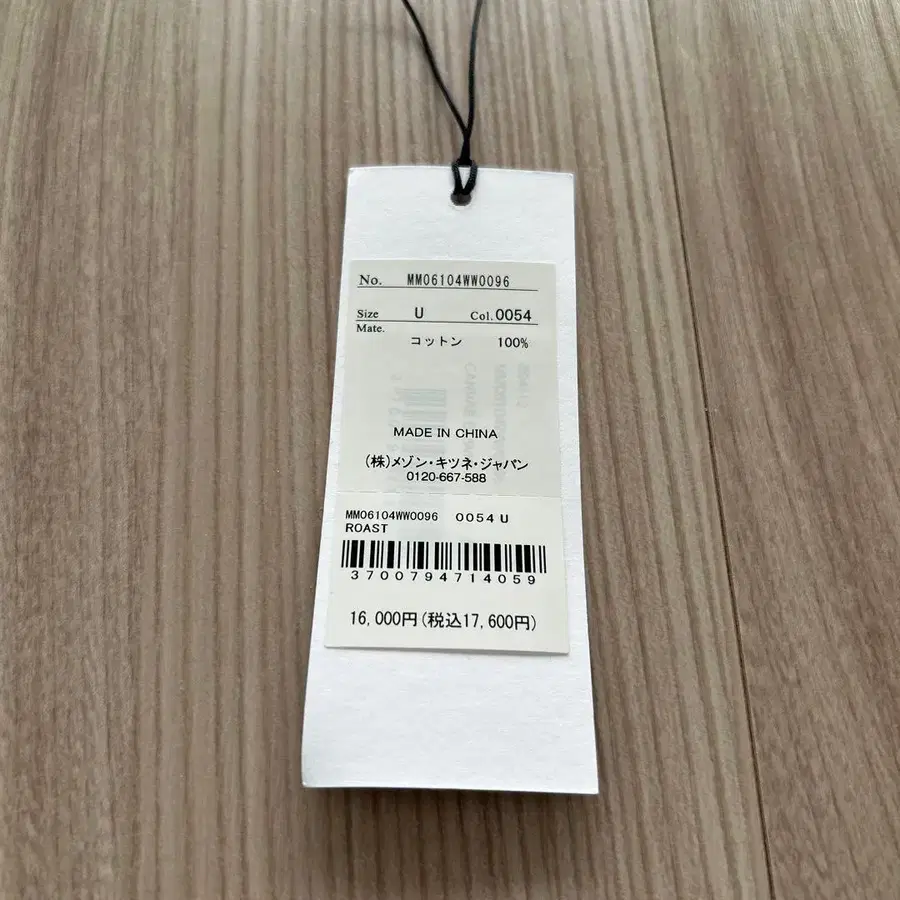 No. MM06104WW0096
Size U Col. 0054
Mate.
コットン 100%
MADE IN CHINA
(株)メゾン・キツネ・ジャパン
0120-667-588
MM06104WW0096 0054 U
ROAST
3700794714059
16,000円(税込17,600円)